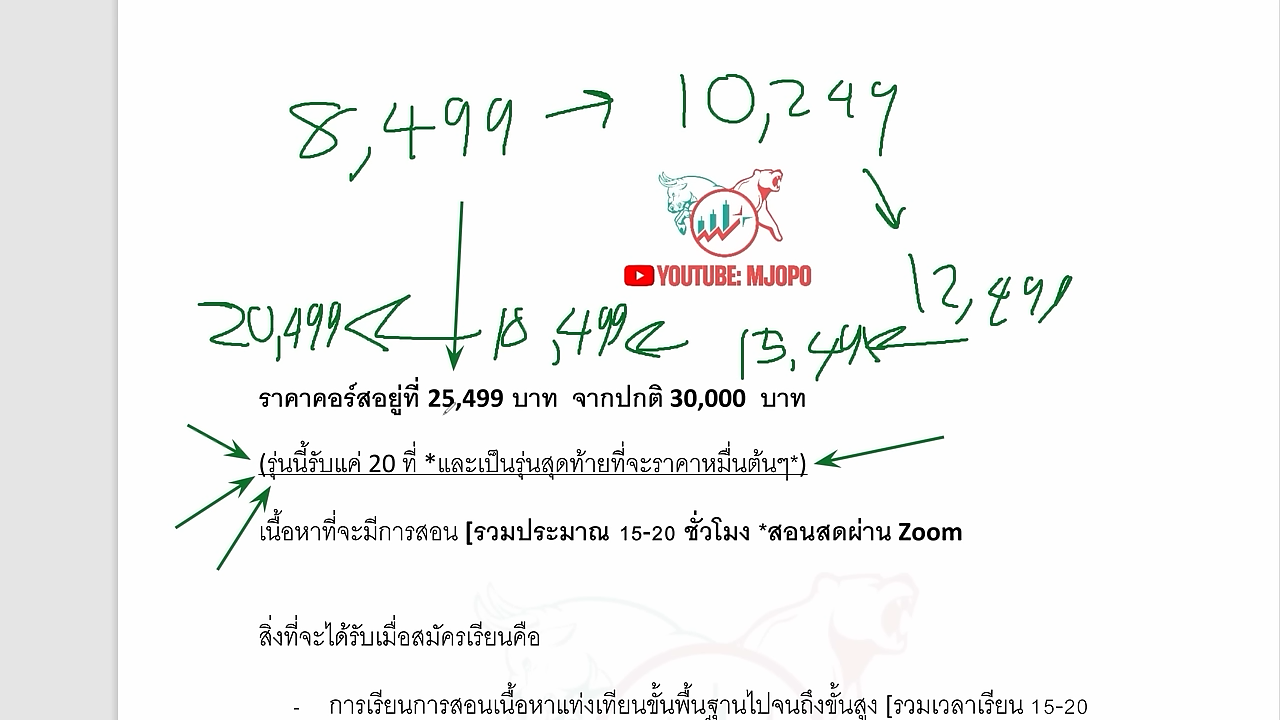 8,499 → 10,249
YOUTUBE: MJOPO
12,499
20,499 ← 18,499 ← 15,499 ←
ราคาคอร์สอยู่ที่ 25,499 บาท จากปกติ 30,000 บาท
(รุ่นนี้รับแค่ 20 ที่ *และเป็นรุ่นสุดท้ายที่จะราคาหมื่นต้นๆ*)
เนื้อหาที่จะมีการสอน [รวมประมาณ 15-20 ชั่วโมง *สอนสดผ่าน Zoom
สิ่งที่จะได้รับเมื่อสมัครเรียนคือ
- การเรียนการสอนเนื้อหาแท่งเทียนขั้นพื้นฐานไปจนถึงขั้นสูง [รวมเวลาเรียน 15-20